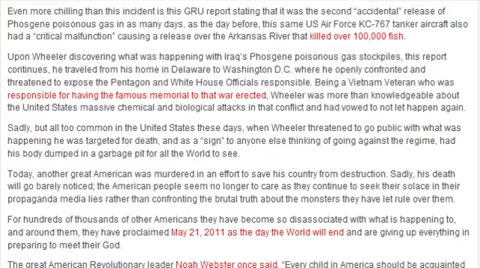 Even more chilling than this incident is this GRU report stating that it was the second “accidental” release of
Phosgene poisonous gas in as many days, as the day before, this same US Air Force KC-767 tanker aircraft also
had a “critical malfunction” causing a release over the Arkansas River that killed over 100,000 fish.
Upon Wheeler discovering what was happening with Iraq's Phosgene poisonous gas stockpiles, this report
continues, he traveled from his home in Delaware to Washington D.C. where he openly confronted and
threatened to expose the Pentagon and White House Officials responsible. Being a Vietnam Veteran who was
responsible for having the famous memorial to that war erected, Wheeler was more than knowledgeable about
the United States massive chemical and biological attacks in that conflict and had vowed to not let happen again.
Sadly, but all too common in the United States these days, when Wheeler threatened to go public with what was
happening he was targeted for death, and as a “sign” to anyone else thinking of going against the regime, had
his body dumped in a garbage pit for all the World to see.
Today, another great American was murdered in an effort to save his country from destruction. Sadly, his death
will go barely noticed; the American people seem no longer to care as they continue to seek their solace in their
propaganda media lies rather than confronting the brutal truth about the monsters they have let rule over them.
For hundreds of thousands of other Americans they have become so disassociated with what is happening to,
and around them, they have proclaimed May 21, 2011 as the day the World will end and are giving up everything in
preparing to meet their God.
The great American Revolutionary leader Noah Webster once said, “Every child in America should be acquainted